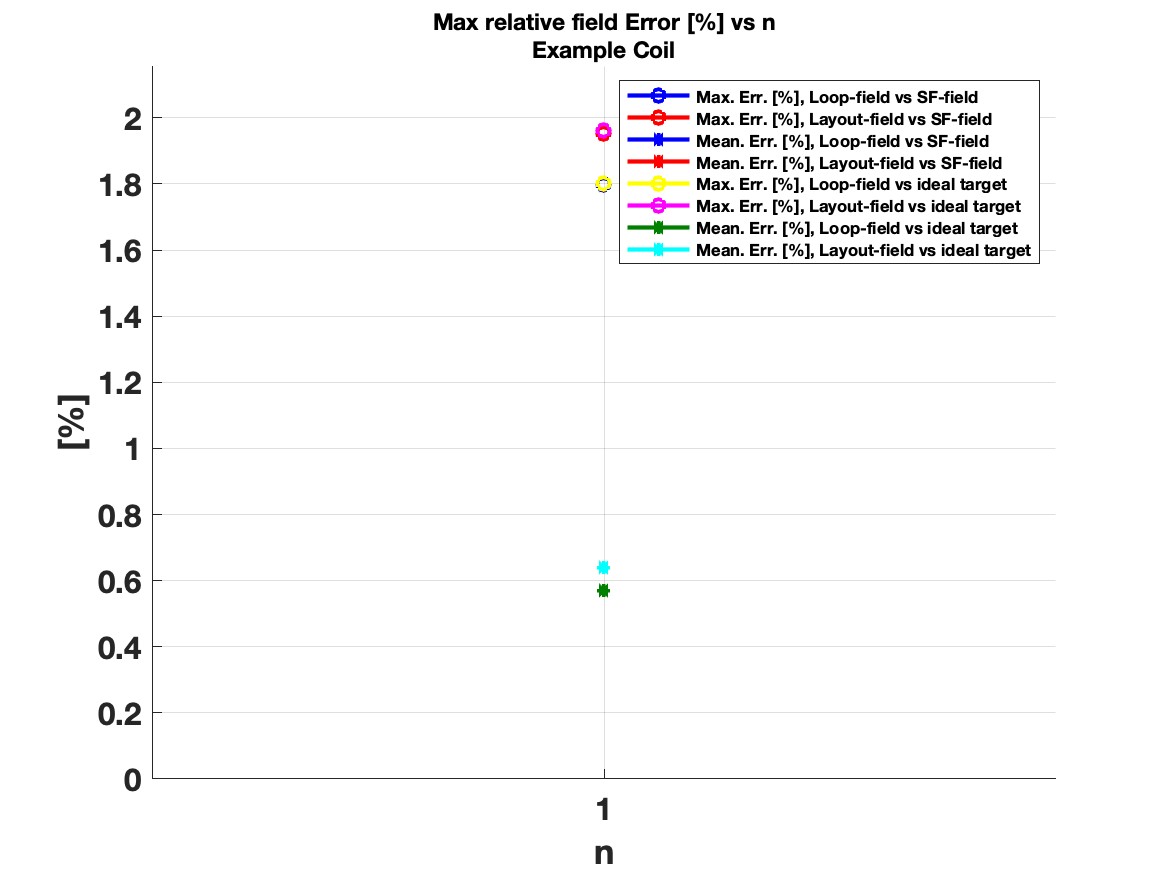 Max relative field Error [%] vs n
Example Coil
Max. Err. [%], Loop-field vs SF-field
Max. Err. [%], Layout-field vs SF-field
Mean. Err. [%], Loop-field vs SF-field
Mean. Err. [%], Layout-field vs SF-field
Max. Err. [%], Loop-field vs ideal target
Max. Err. [%], Layout-field vs ideal target
Mean. Err. [%], Loop-field vs ideal target
Mean. Err. [%], Layout-field vs ideal target
2
1.8
1.6
1.4
1.2
1
0.8
0.6
0.4
0.2
0
[%]
1
n